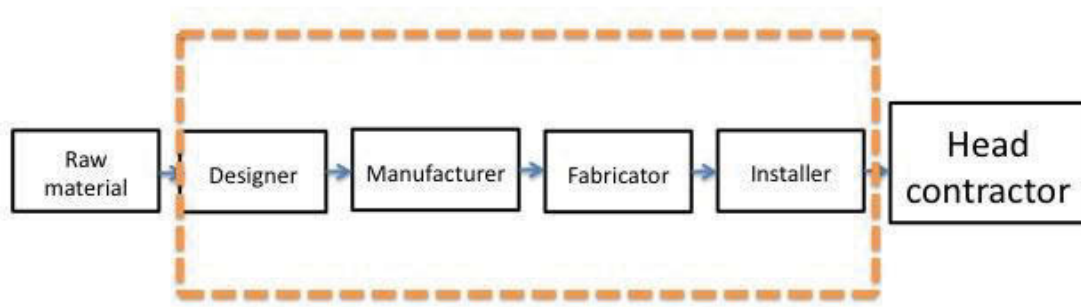 Raw
material
Designer
Manufacturer
Fabricator
Installer
Head
contractor